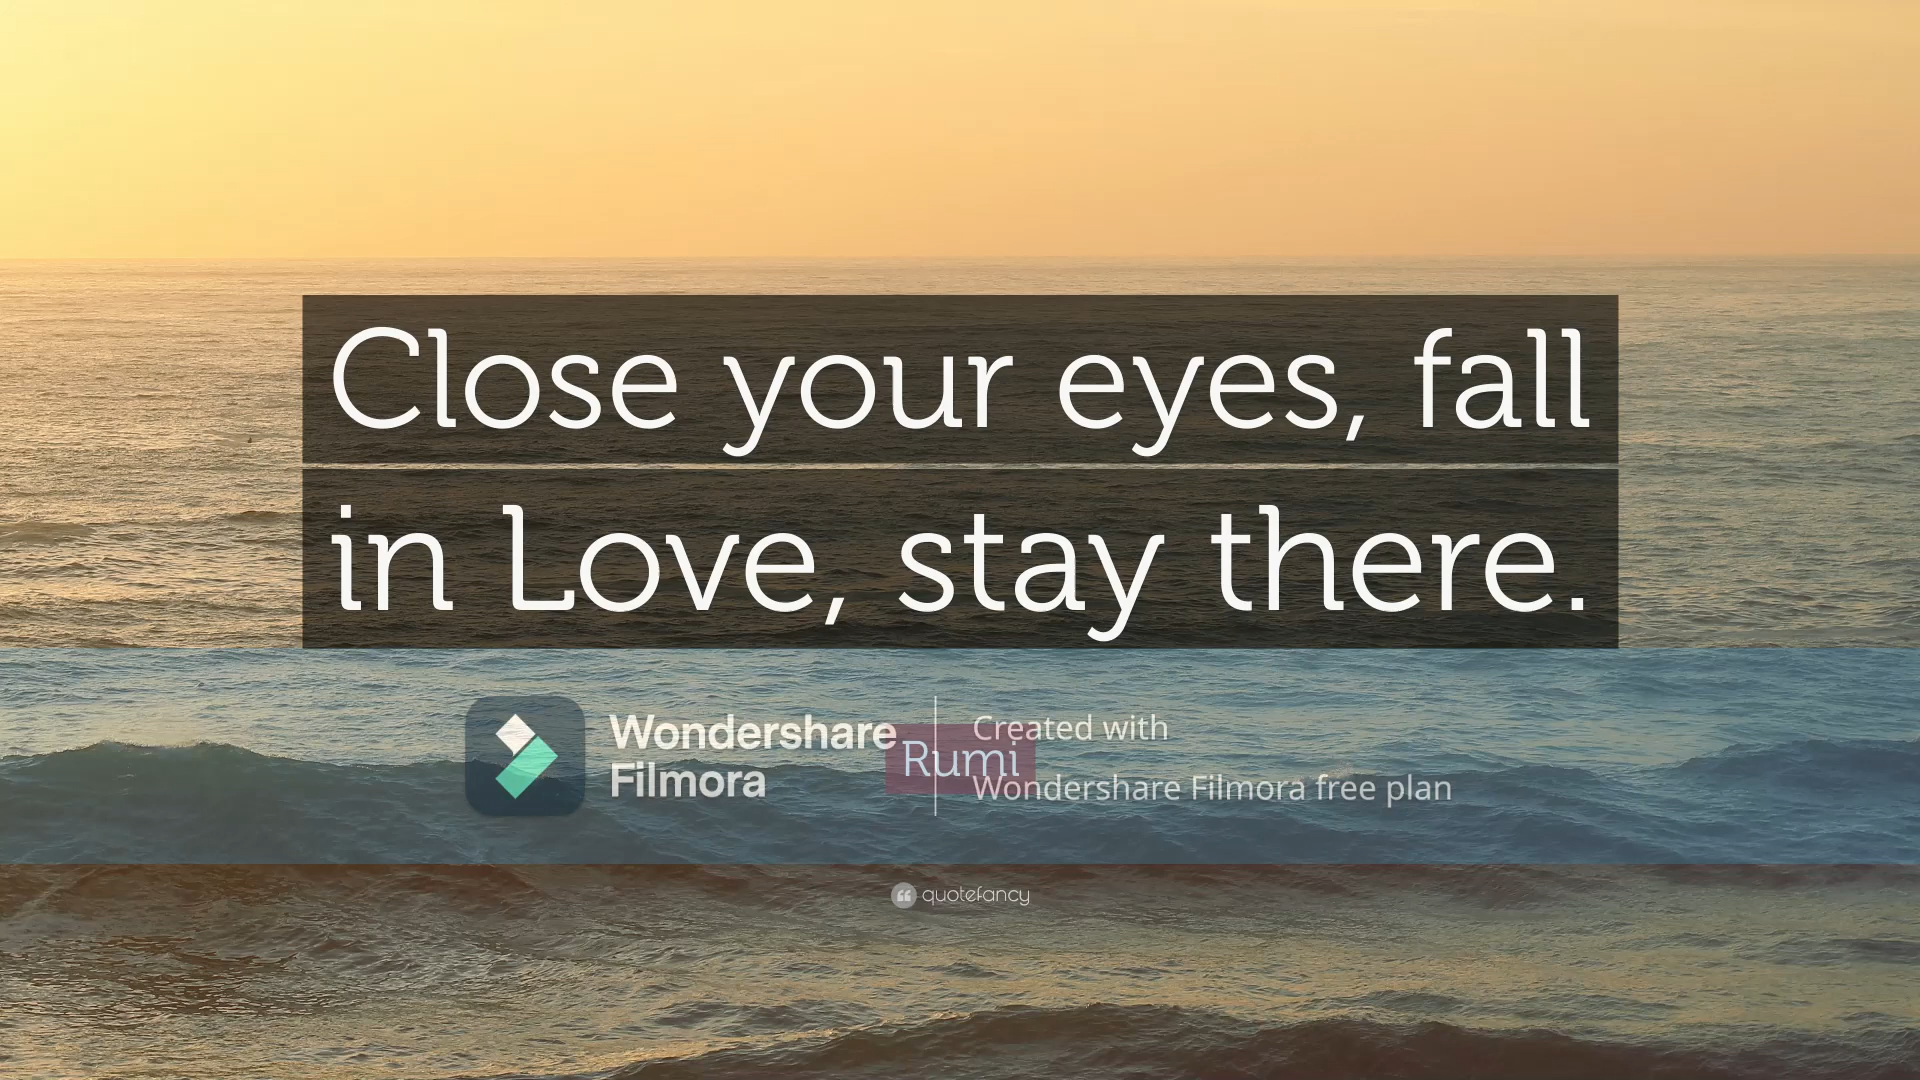 Close your eyes, fall
in Love, stay there.
Wondershare
Filmora
Created with
Wondershare Filmora free plan
Rumi
quotefancy